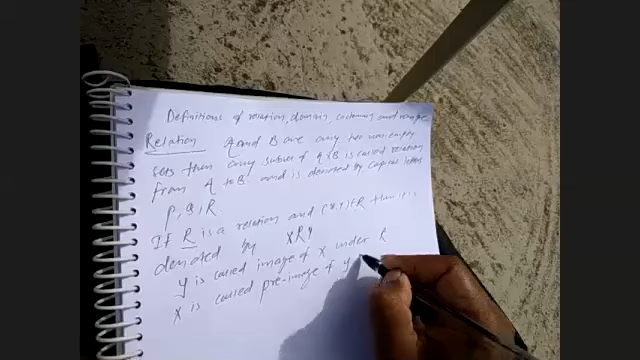 Definitions of relation, domain, codomain and range
Relation A and B are any two non empty
sets then any subset of AXB is called relation
from A to B and is denoted by capital letters
P, Q, R.
If R is a relation and (x, y) ∈ R then it is
denoted by xRy
y is called image of x under R
x is called pre-image of y